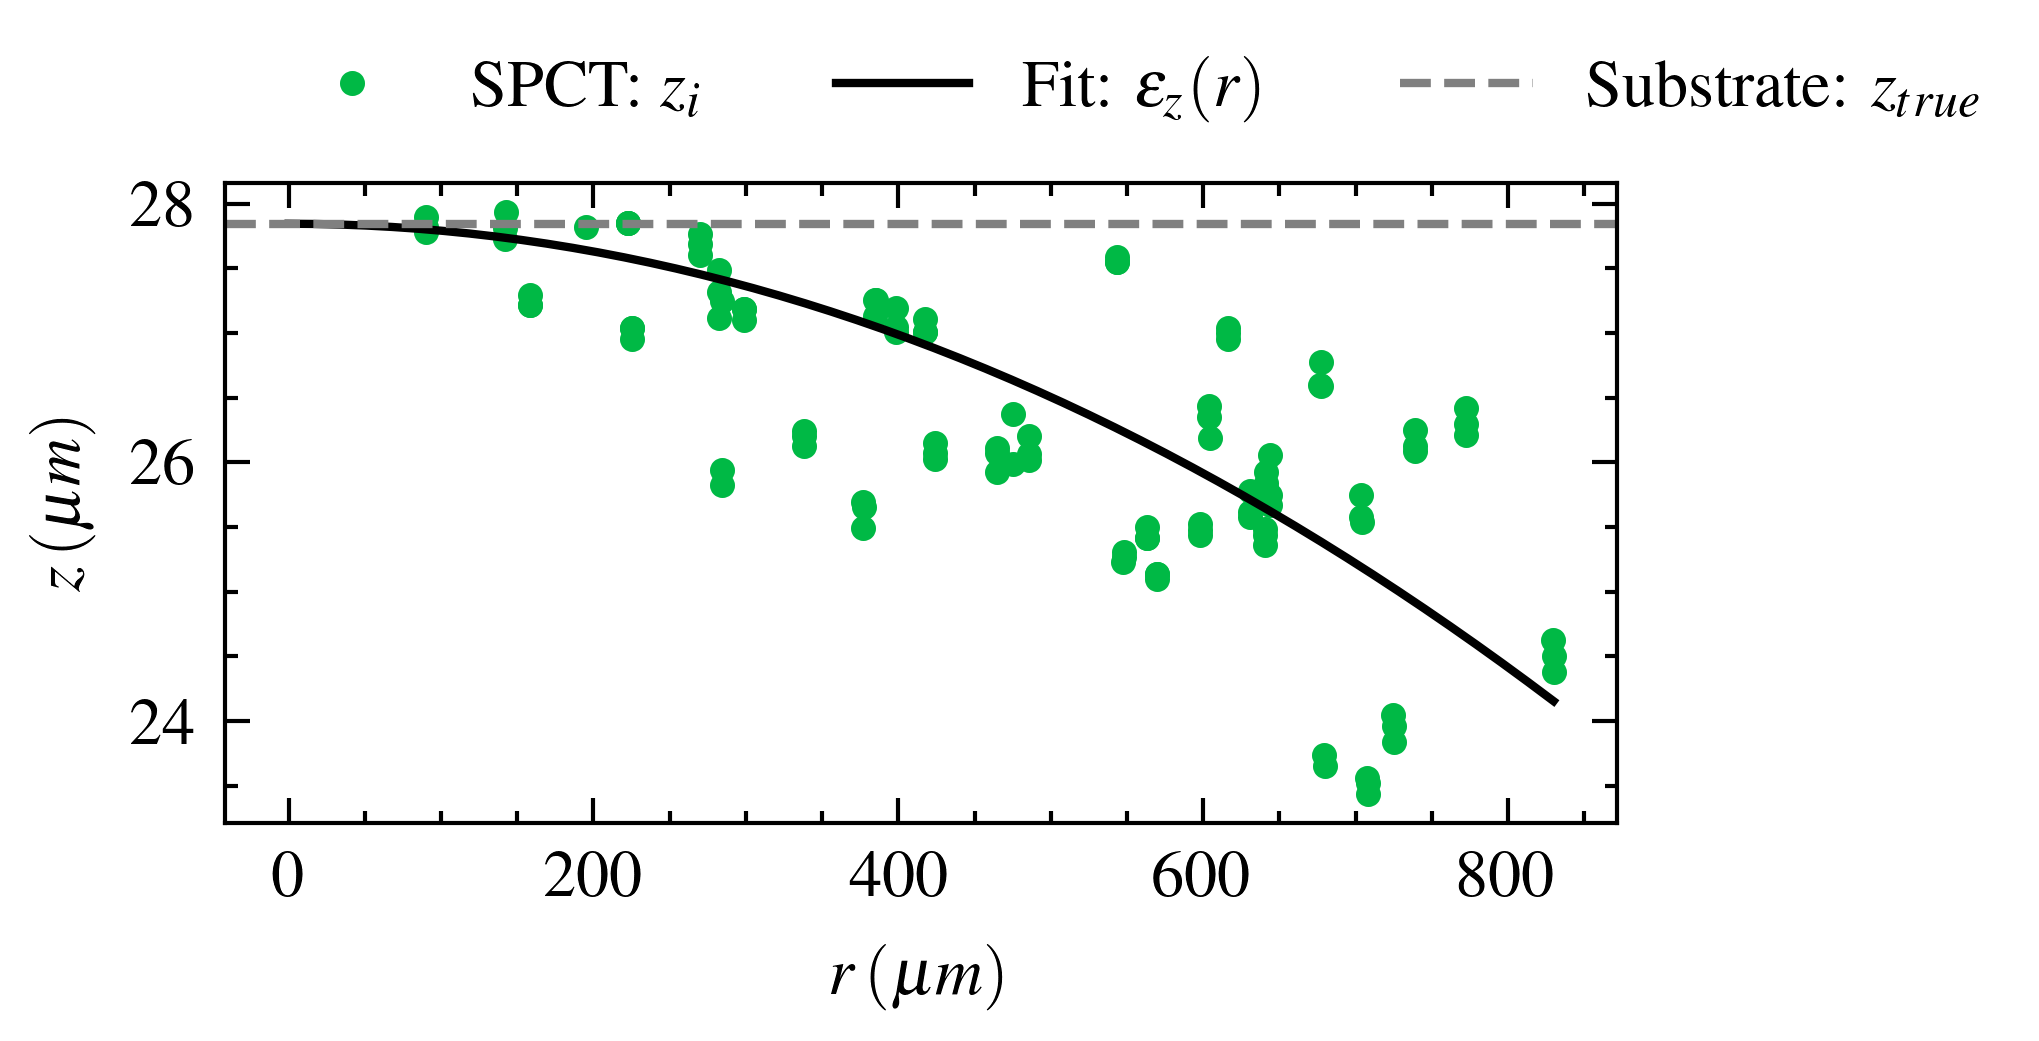 SPCT: z_i Fit: ε_z(r) Substrate: z_true
28
26
24
z (μm)
0 200 400 600 800
r (μm)